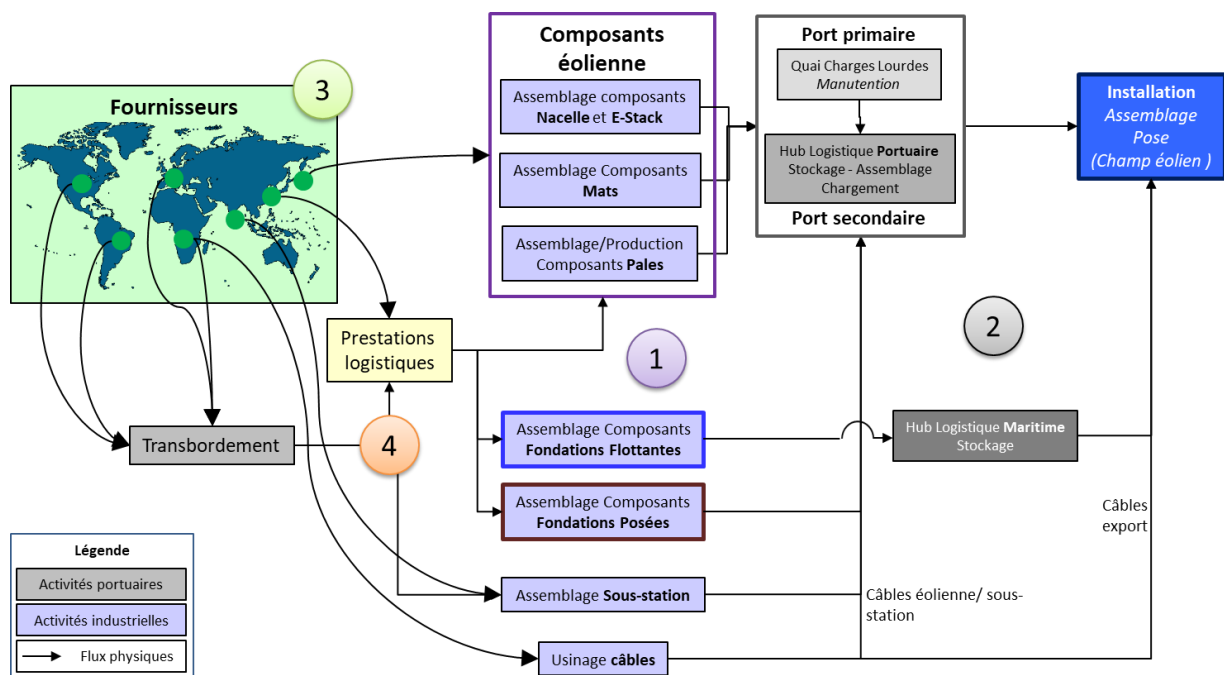 Fournisseurs
3
Composants
éolienne
Assemblage composants
Nacelle et E-Stack
Assemblage Composants
Mats
Assemblage/Production
Composants Pales
Port primaire
Quai Charges Lourdes
Manutention
Hub Logistique Portuaire
Stockage - Assemblage
Chargement
Port secondaire
Installation
Assemblage
Pose
(Champ éolien )
Prestations
logistiques
1
2
Transbordement
4
Assemblage Composants
Fondations Flottantes
Hub Logistique Maritime
Stockage
Assemblage Composants
Fondations Posées
Câbles
export
Assemblage Sous-station
Câbles éolienne/ sous-
station
Usinage câbles
Légende
Activités portuaires
Activités industrielles
Flux physiques